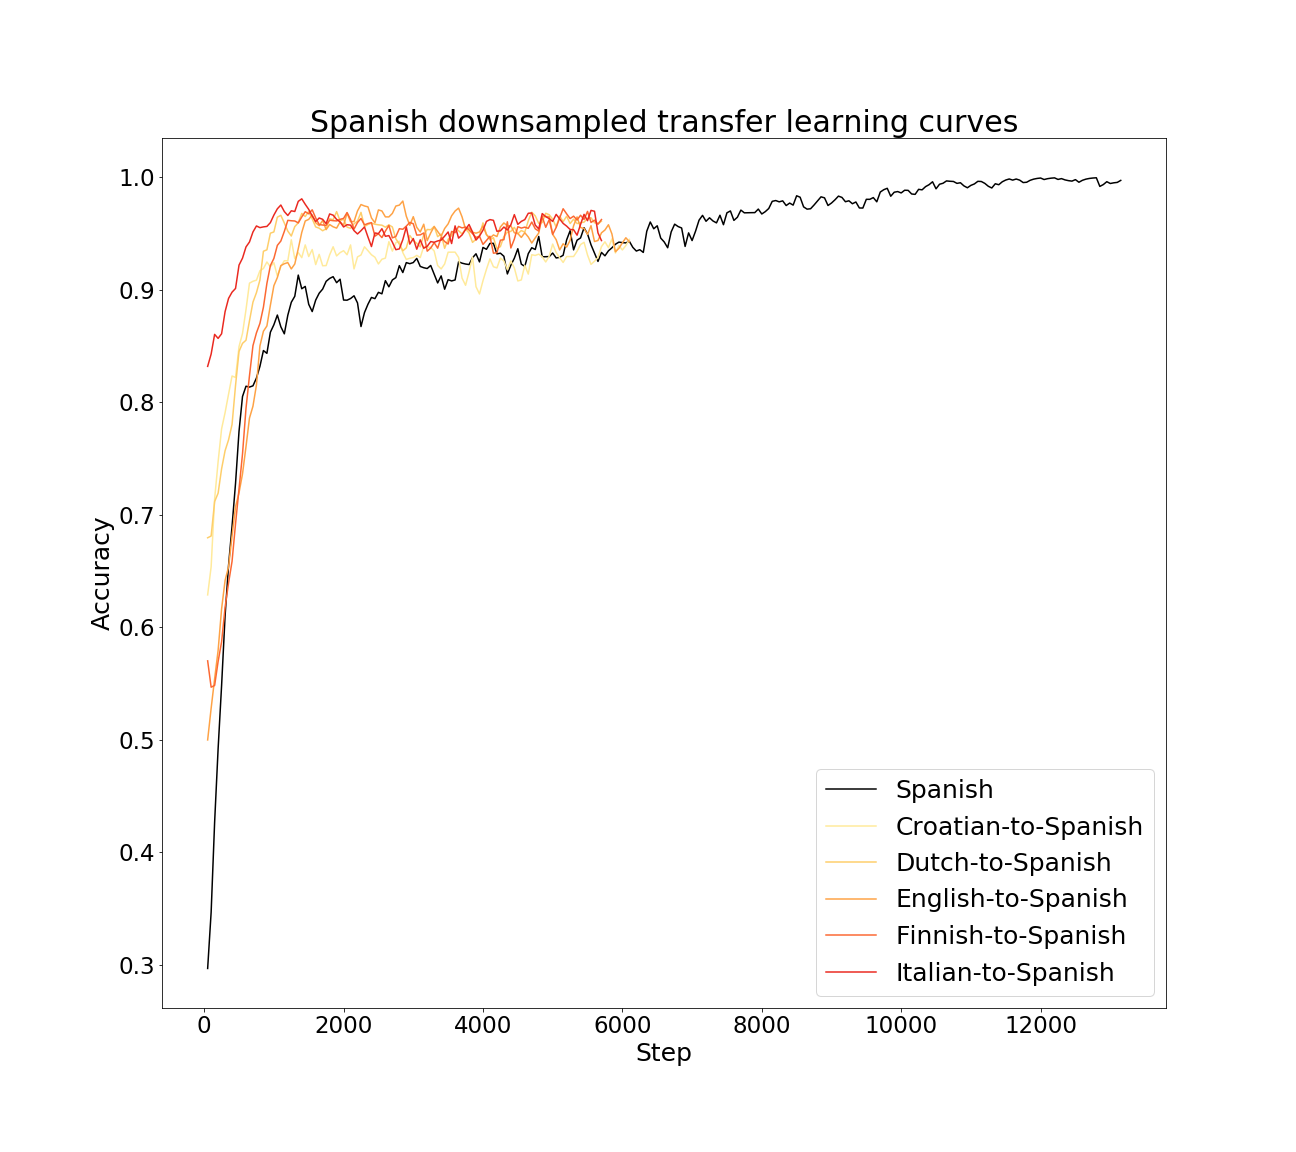 Spanish downsampled transfer learning curves
1.0
0.9
0.8
0.7
0.6
0.5
0.4
0.3
Accuracy
0 2000 4000 6000 8000 10000 12000
Step
Spanish
Croatian-to-Spanish
Dutch-to-Spanish
English-to-Spanish
Finnish-to-Spanish
Italian-to-Spanish